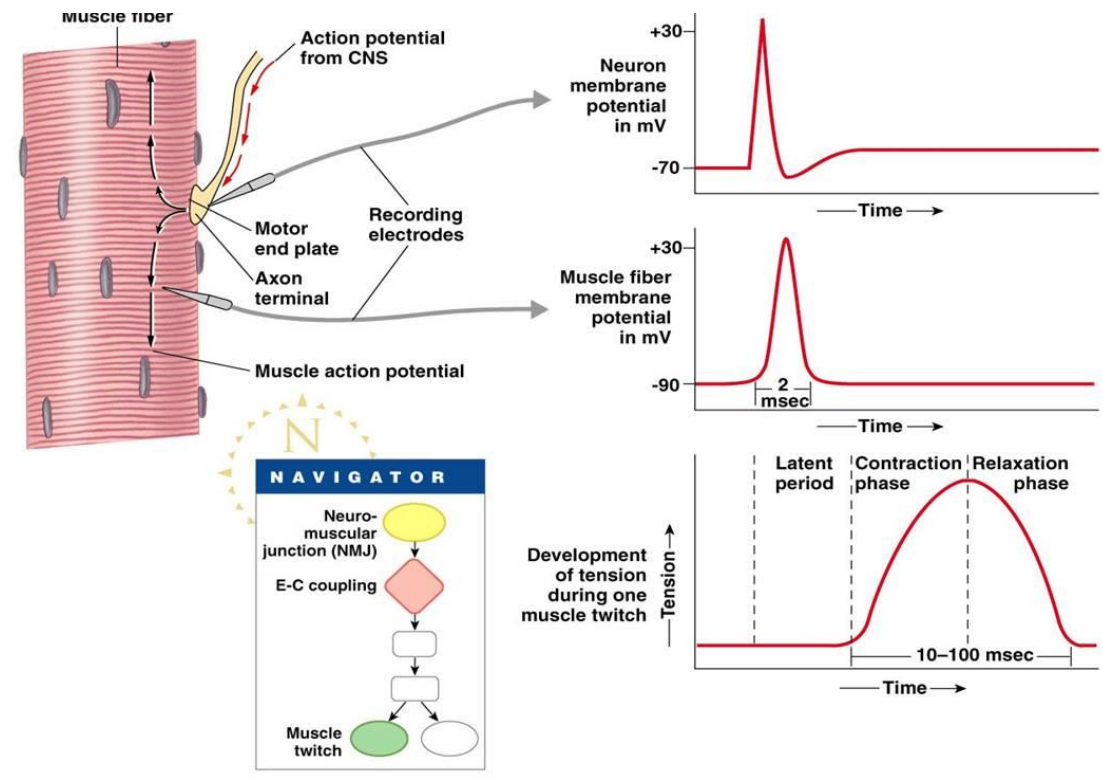 Muscle fiber
Action potential
from CNS
Motor
end plate
Axon
terminal
Recording
electrodes
Muscle action potential
N
NAVIGATOR
Neuro-
muscular
junction (NMJ)
E-C coupling
Muscle
twitch
+30
Neuron
membrane
potential
in mV
-70
Time
+30
Muscle fiber
membrane
potential
in mV
-90
2
msec
Time
Latent
period
Contraction
phase
Relaxation
phase
Development
of tension
during one
muscle twitch
Tension
10–100 msec
Time